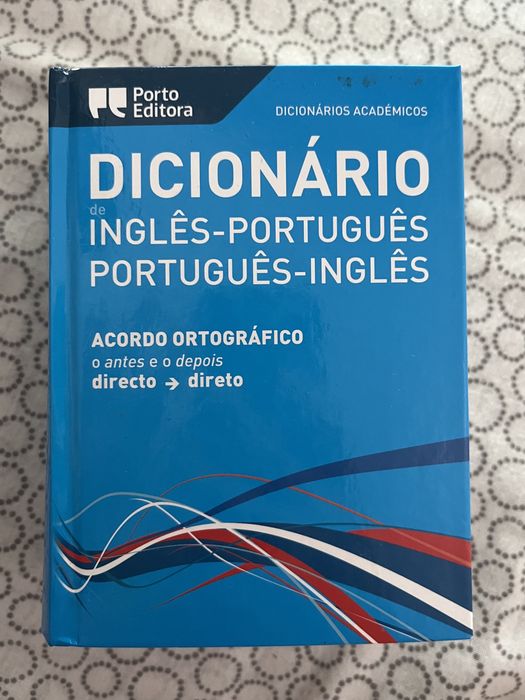 Porto
Editora
DICIONÁRIOS ACADÉMICOS
DICIONÁRIO
de
INGLÊS-PORTUGUÊS
PORTUGUÊS-INGLÊS
ACORDO ORTOGRÁFICO
o antes e o depois
directo → direto